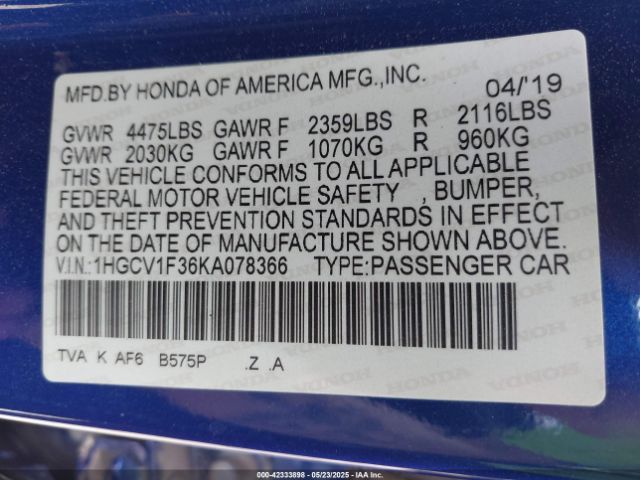 MFD.BY HONDA OF AMERICA MFG.,INC. 04/'19
GVWR 4475LBS GAWR F 2359LBS R 2116LBS
GVWR 2030KG GAWR F 1070KG R 960KG
THIS VEHICLE CONFORMS TO ALL APPLICABLE
FEDERAL MOTOR VEHICLE SAFETY , BUMPER,
AND THEFT PREVENTION STANDARDS IN EFFECT
ON THE DATE OF MANUFACTURE SHOWN ABOVE.
V.I.N.:1HGCV1F36KA078366 TYPE:PASSENGER CAR
TVA K AF6 B575P .Z .A
000-42333898 - 05/23/2025 - IAA Inc.